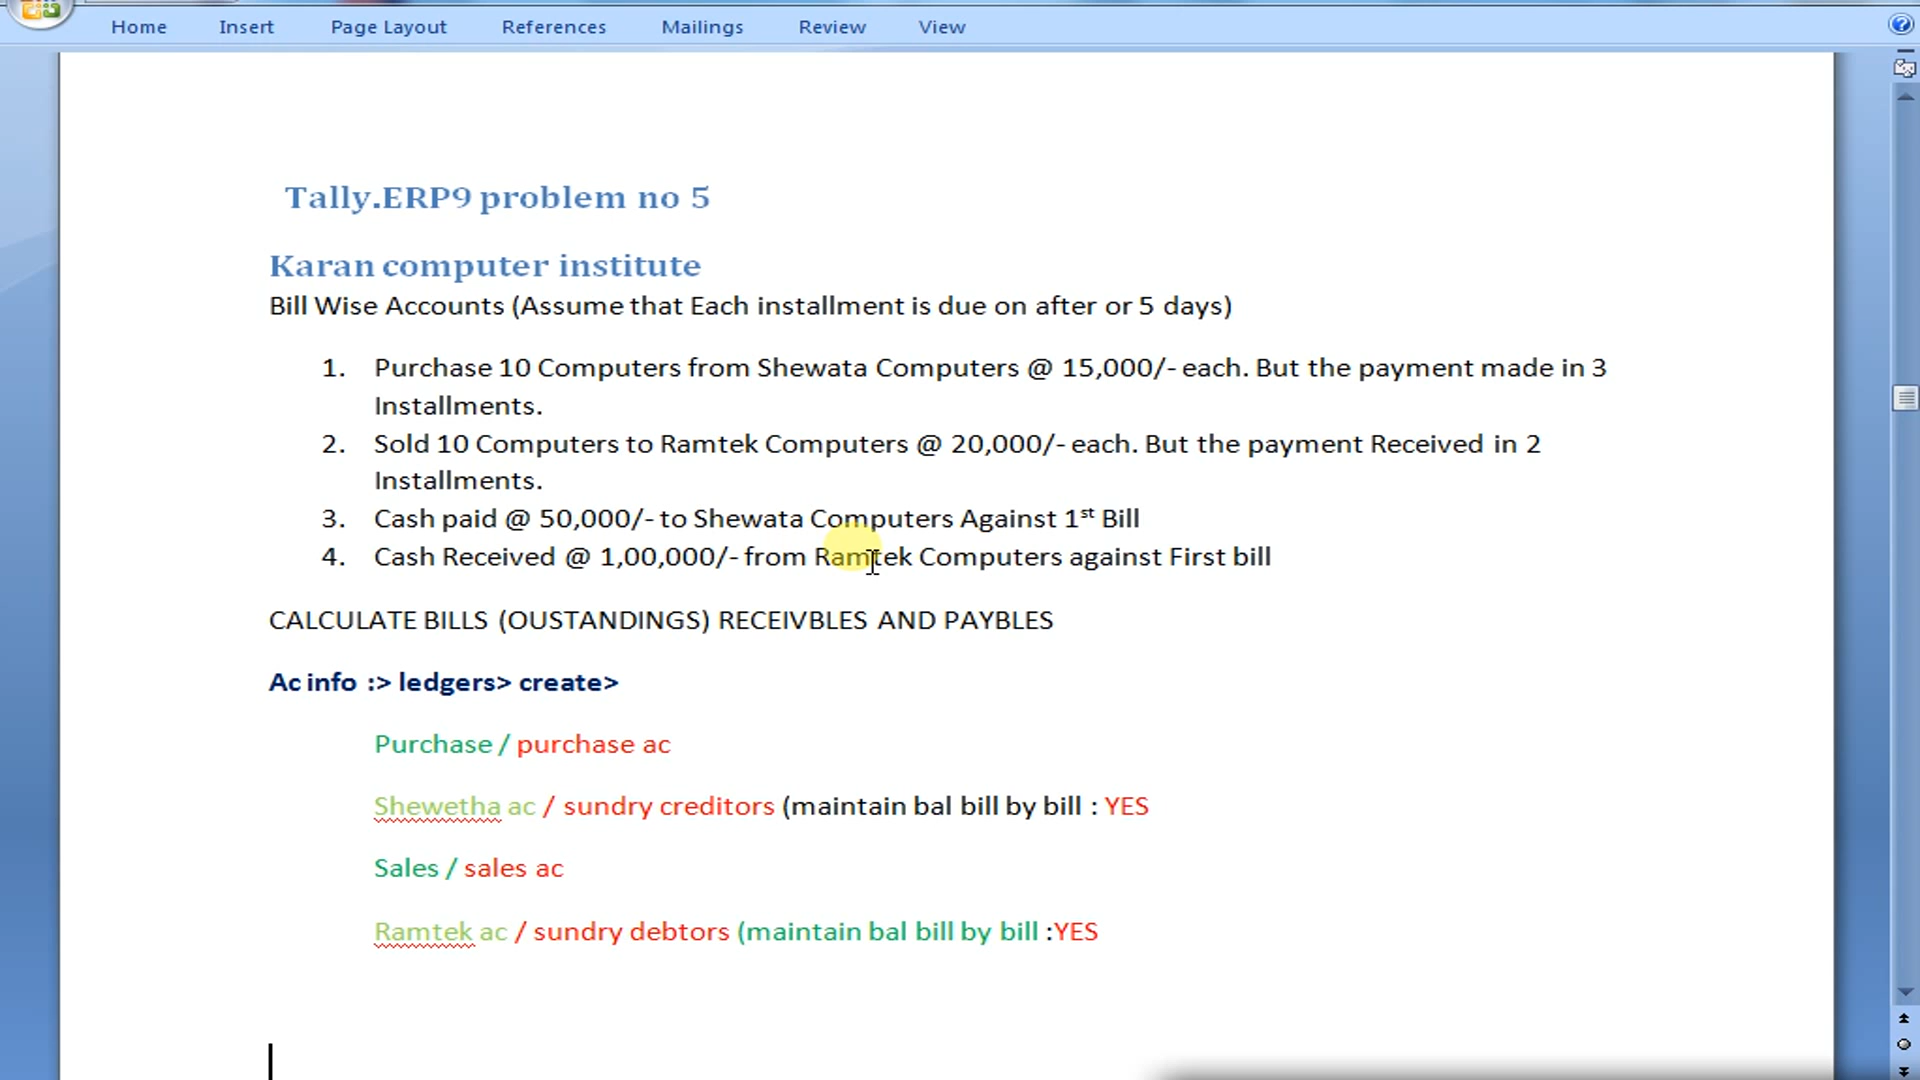 Home Insert Page Layout References Mailings Review View
Tally.ERP9 problem no 5
Karan computer institute
Bill Wise Accounts (Assume that Each installment is due on after or 5 days)
1. Purchase 10 Computers from Shewata Computers @ 15,000/- each. But the payment made in 3
Installments.
2. Sold 10 Computers to Ramtek Computers @ 20,000/- each. But the payment Received in 2
Installments.
3. Cash paid @ 50,000/- to Shewata Computers Against 1st Bill
4. Cash Received @ 1,00,000/- from Ramtek Computers against First bill
CALCULATE BILLS (OUSTANDINGS) RECEIVBLES AND PAYBLES
Ac info :> ledgers> create>
Purchase / purchase ac
Shewetha ac / sundry creditors (maintain bal bill by bill : YES
Sales / sales ac
Ramtek ac / sundry debtors (maintain bal bill by bill :YES